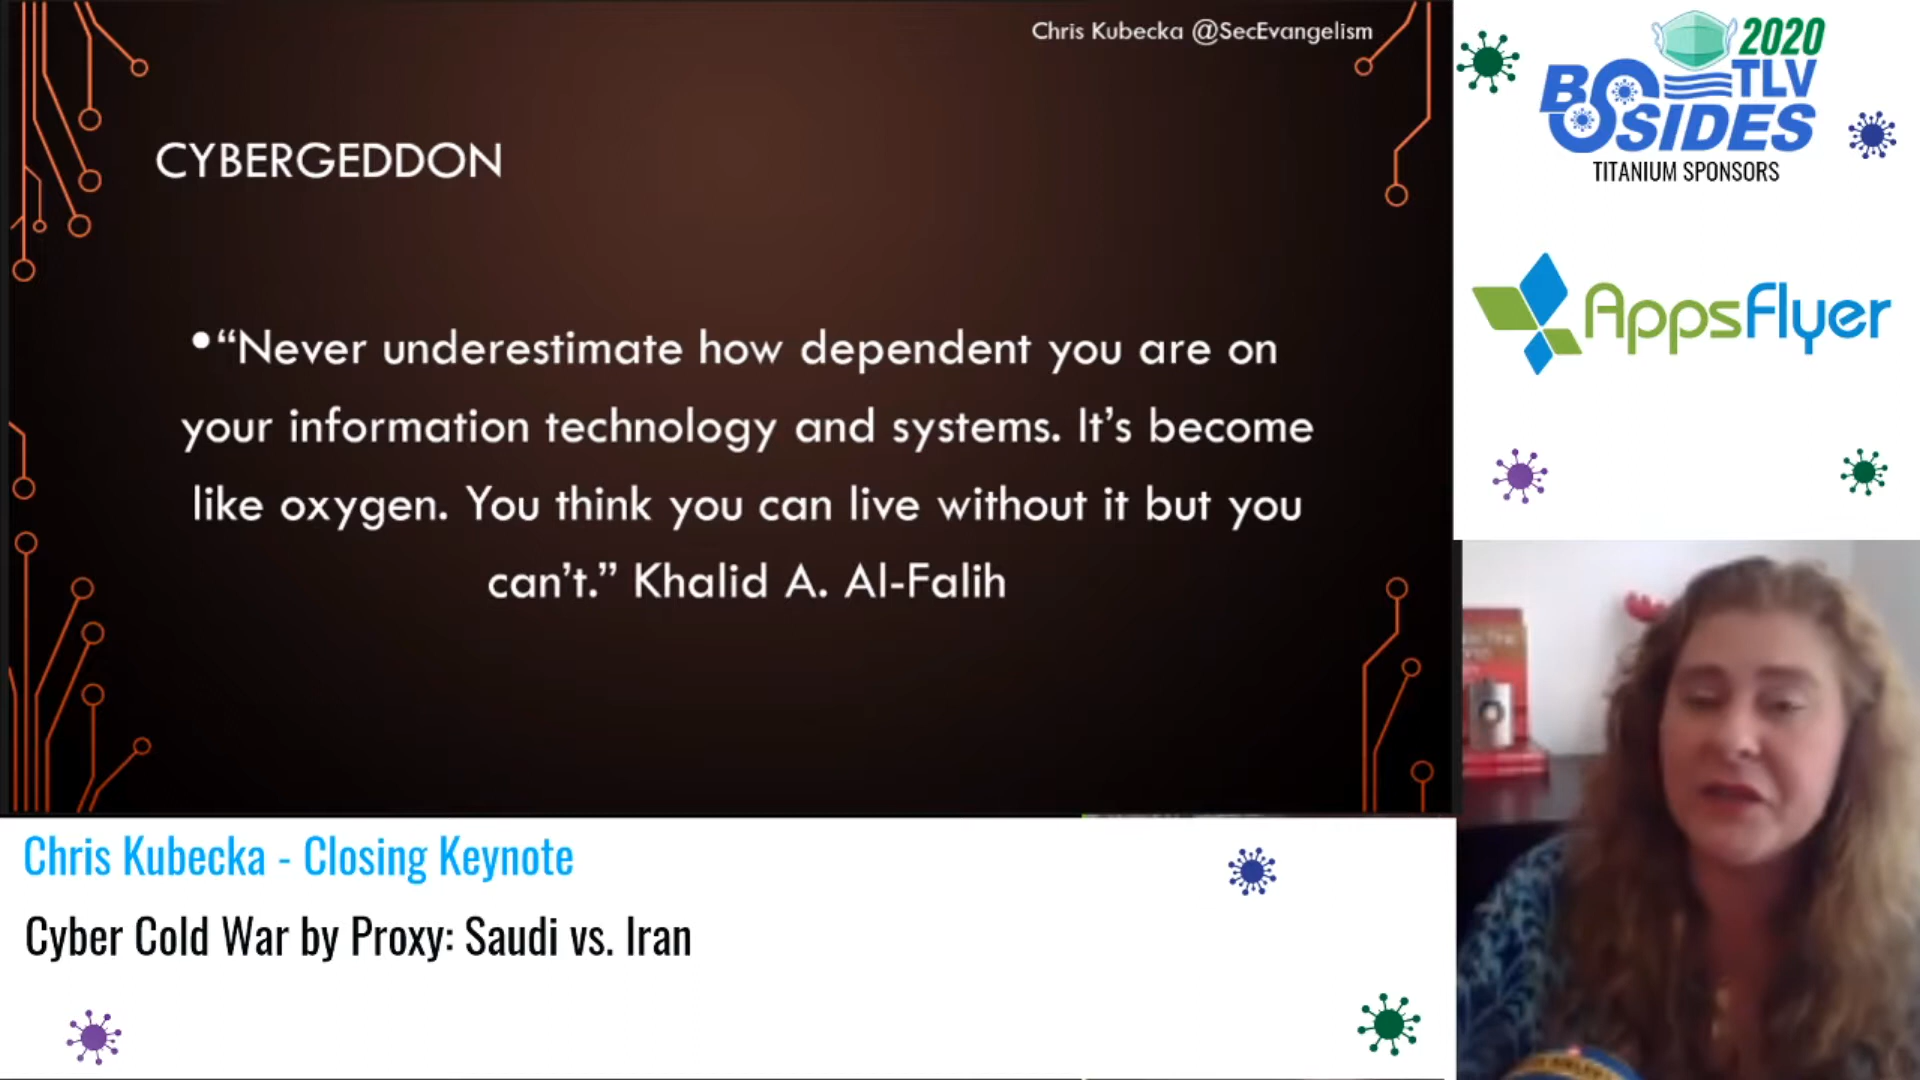 Chris Kubecka @SecEvangelism
CYBERGEDDON
•“Never underestimate how dependent you are on
your information technology and systems. It’s become
like oxygen. You think you can live without it but you
can’t.” Khalid A. Al-Falih
2020
BSIDES TLV
TITANIUM SPONSORS
AppsFlyer
Chris Kubecka - Closing Keynote
Cyber Cold War by Proxy: Saudi vs. Iran